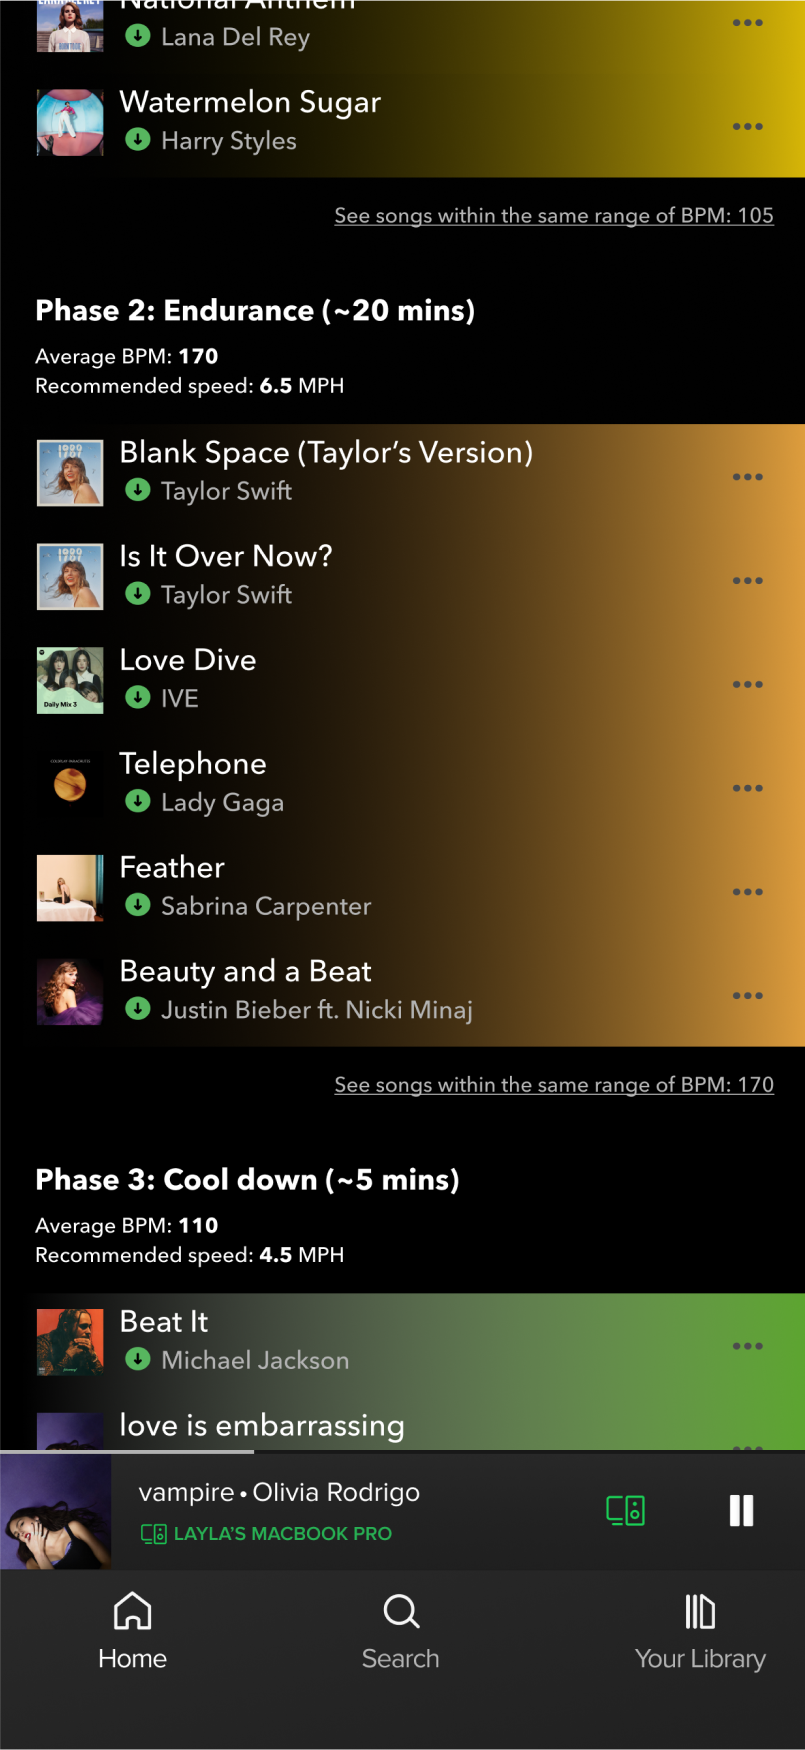 National Anthem
Lana Del Rey
Watermelon Sugar
Harry Styles
See songs within the same range of BPM: 105
Phase 2: Endurance (~20 mins)
Average BPM: 170
Recommended speed: 6.5 MPH
Blank Space (Taylor’s Version)
Taylor Swift
Is It Over Now?
Taylor Swift
Love Dive
IVE
Daily Mix 3
Telephone
Lady Gaga
Feather
Sabrina Carpenter
Beauty and a Beat
Justin Bieber ft. Nicki Minaj
See songs within the same range of BPM: 170
Phase 3: Cool down (~5 mins)
Average BPM: 110
Recommended speed: 4.5 MPH
Beat It
Michael Jackson
love is embarrassing
vampire • Olivia Rodrigo
LAYLA’S MACBOOK PRO
Home
Search
Your Library